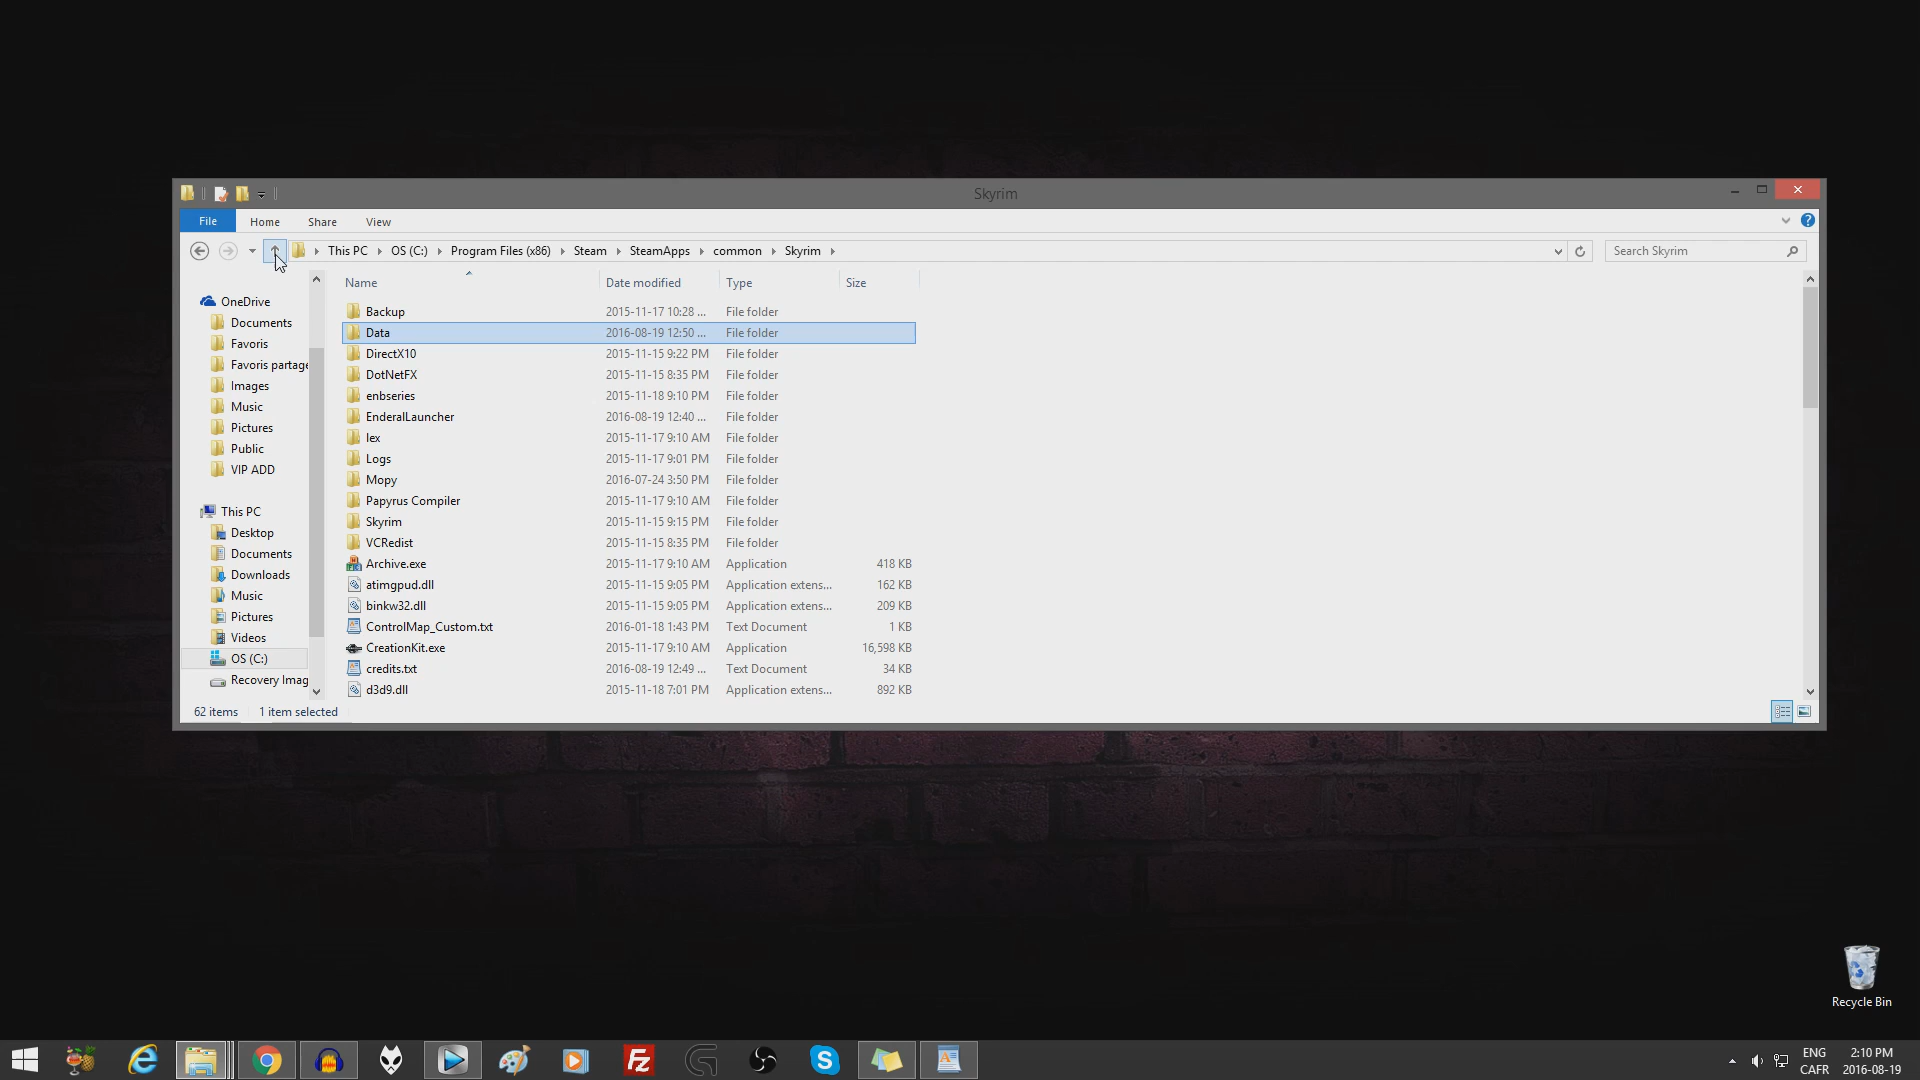 Skyrim
File Home Share View
This PC OS (C:) Program Files (x86) Steam SteamApps common Skyrim Search Skyrim
Name Date modified Type Size
OneDrive
Documents
Favoris
Favoris partage
Images
Music
Pictures
Public
VIP ADD
This PC
Desktop
Documents
Downloads
Music
Pictures
Videos
OS (C:)
Recovery Imag
Backup 2015-11-17 10:28 ... File folder
Data 2016-08-19 12:50 ... File folder
DirectX10 2015-11-15 9:22 PM File folder
DotNetFX 2015-11-15 8:35 PM File folder
enbseries 2015-11-18 9:10 PM File folder
EnderalLauncher 2016-08-19 12:40 ... File folder
lex 2015-11-17 9:10 AM File folder
Logs 2015-11-17 9:01 PM File folder
Mopy 2016-07-24 3:50 PM File folder
Papyrus Compiler 2015-11-17 9:10 AM File folder
Skyrim 2015-11-15 9:15 PM File folder
VCRedist 2015-11-15 8:35 PM File folder
Archive.exe 2015-11-17 9:10 AM Application 418 KB
atimgpud.dll 2015-11-15 9:05 PM Application extens... 162 KB
binkw32.dll 2015-11-15 9:05 PM Application extens... 209 KB
ControlMap_Custom.txt 2016-01-18 1:43 PM Text Document 1 KB
CreationKit.exe 2015-11-17 9:10 AM Application 16,598 KB
credits.txt 2016-08-19 12:49 ... Text Document 34 KB
d3d9.dll 2015-11-18 7:01 PM Application extens... 892 KB
62 items 1 item selected
Recycle Bin
Fz
ENG 2:10 PM
CAFR 2016-08-19